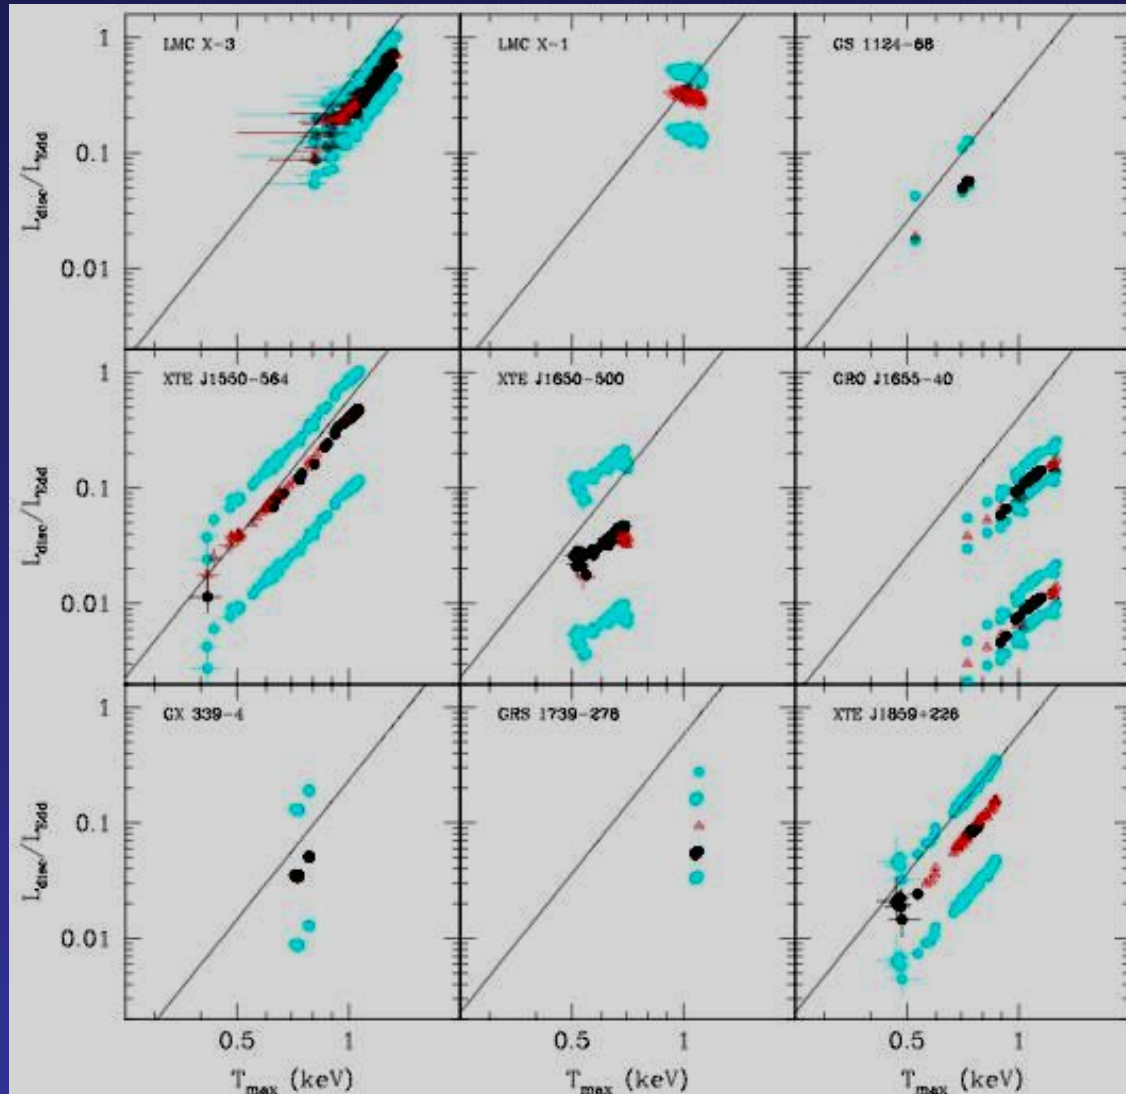 LMC X-3
LMC X-1
GS 1124-68
1
0.1
0.01
L_disc/L_Edd
XTE J1550-564
XTE J1650-500
GRO J1655-40
1
0.1
0.01
L_disc/L_Edd
GX 339-4
GRS 1739-278
XTE J1859+226
1
0.1
0.01
L_disc/L_Edd
0.5 1 0.5 1 0.5 1
T_max (keV) T_max (keV) T_max (keV)